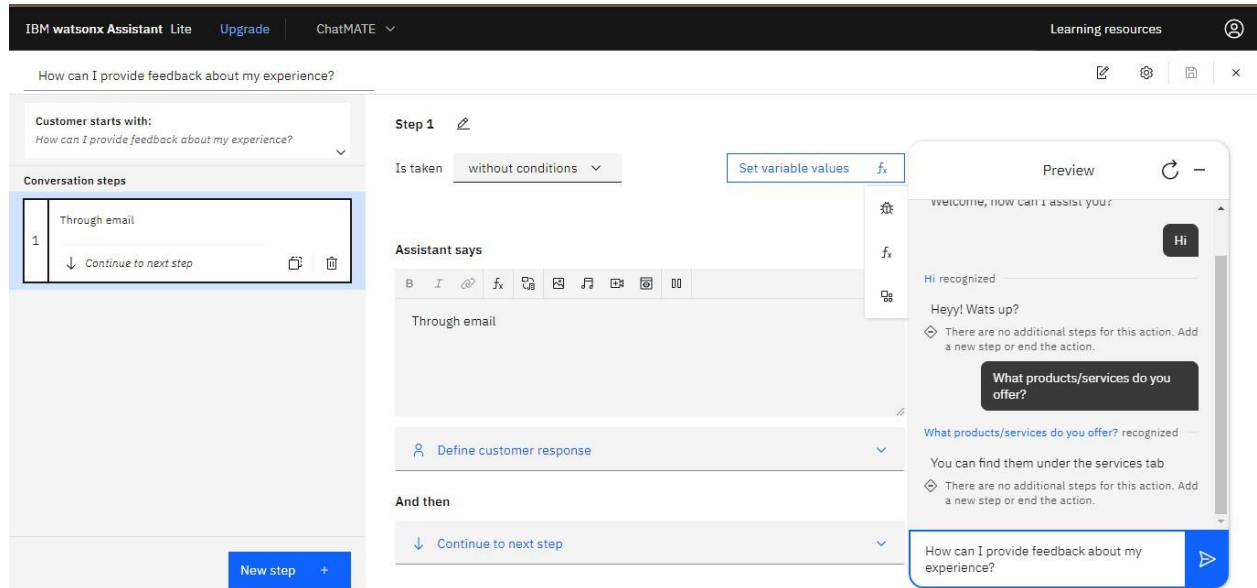 IBM watsonx Assistant Lite Upgrade ChatMATE Learning resources
How can I provide feedback about my experience?
Customer starts with:
How can I provide feedback about my experience?
Conversation steps
1
Through email
Continue to next step
New step +
Step 1
Is taken without conditions Set variable values fx
fx
Assistant says
B I fx
Through email
Define customer response
And then
Continue to next step
Preview
Welcome, how can I assist you?
Hi
Hi recognized
Heyy! Wats up?
There are no additional steps for this action. Add
a new step or end the action.
What products/services do you
offer?
What products/services do you offer? recognized
You can find them under the services tab
There are no additional steps for this action. Add
a new step or end the action.
How can I provide feedback about my
experience?